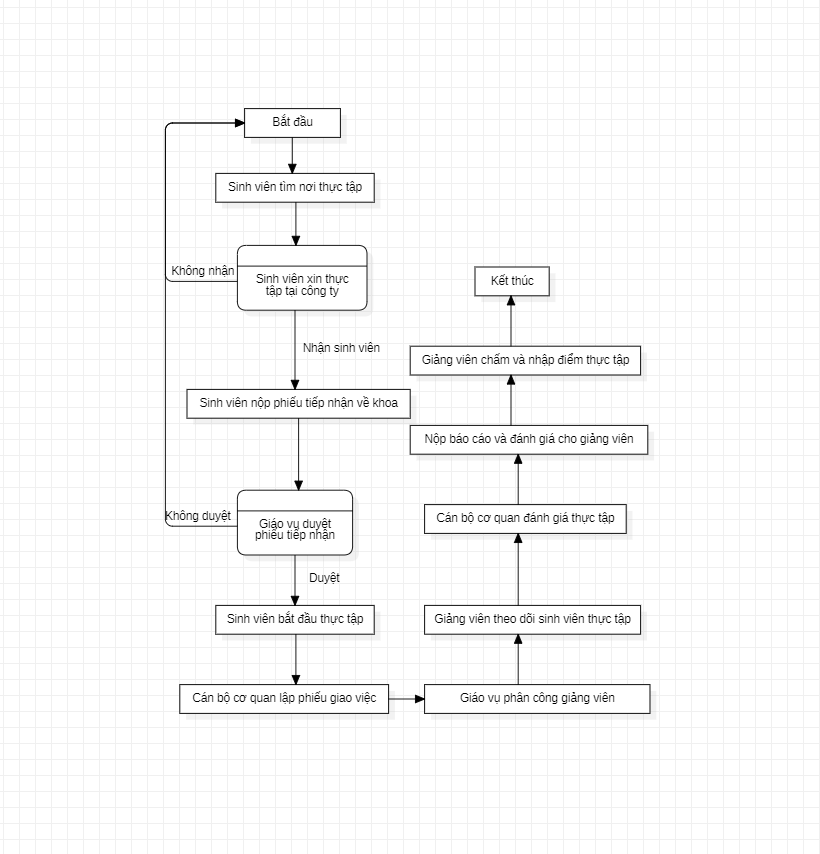 Bắt đầu
Sinh viên tìm nơi thực tập
Không nhận
Sinh viên xin thực
tập tại công ty
Nhận sinh viên
Sinh viên nộp phiếu tiếp nhận về khoa
Không duyệt
Giáo vụ duyệt
phiếu tiếp nhận
Duyệt
Sinh viên bắt đầu thực tập
Cán bộ cơ quan lập phiếu giao việc
Giáo vụ phân công giảng viên
Giảng viên theo dõi sinh viên thực tập
Cán bộ cơ quan đánh giá thực tập
Nộp báo cáo và đánh giá cho giảng viên
Giảng viên chấm và nhập điểm thực tập
Kết thúc